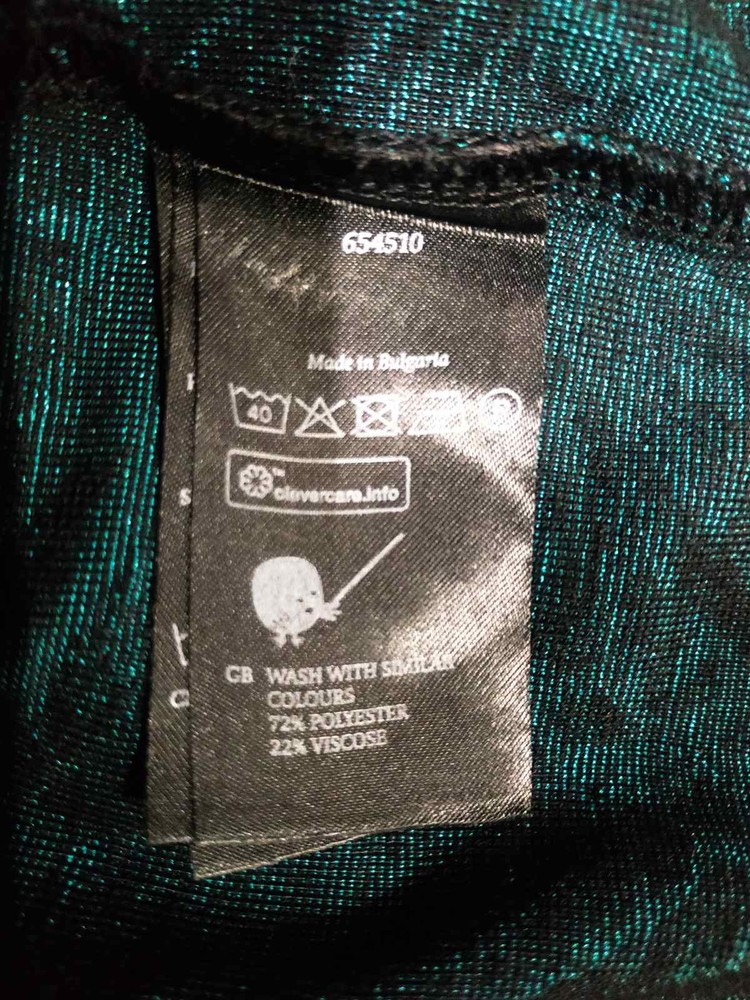 654510
Made in Bulgaria
40
clevercare.info
GB WASH WITH SIMILAR
COLOURS
72% POLYESTER
22% VISCOSE